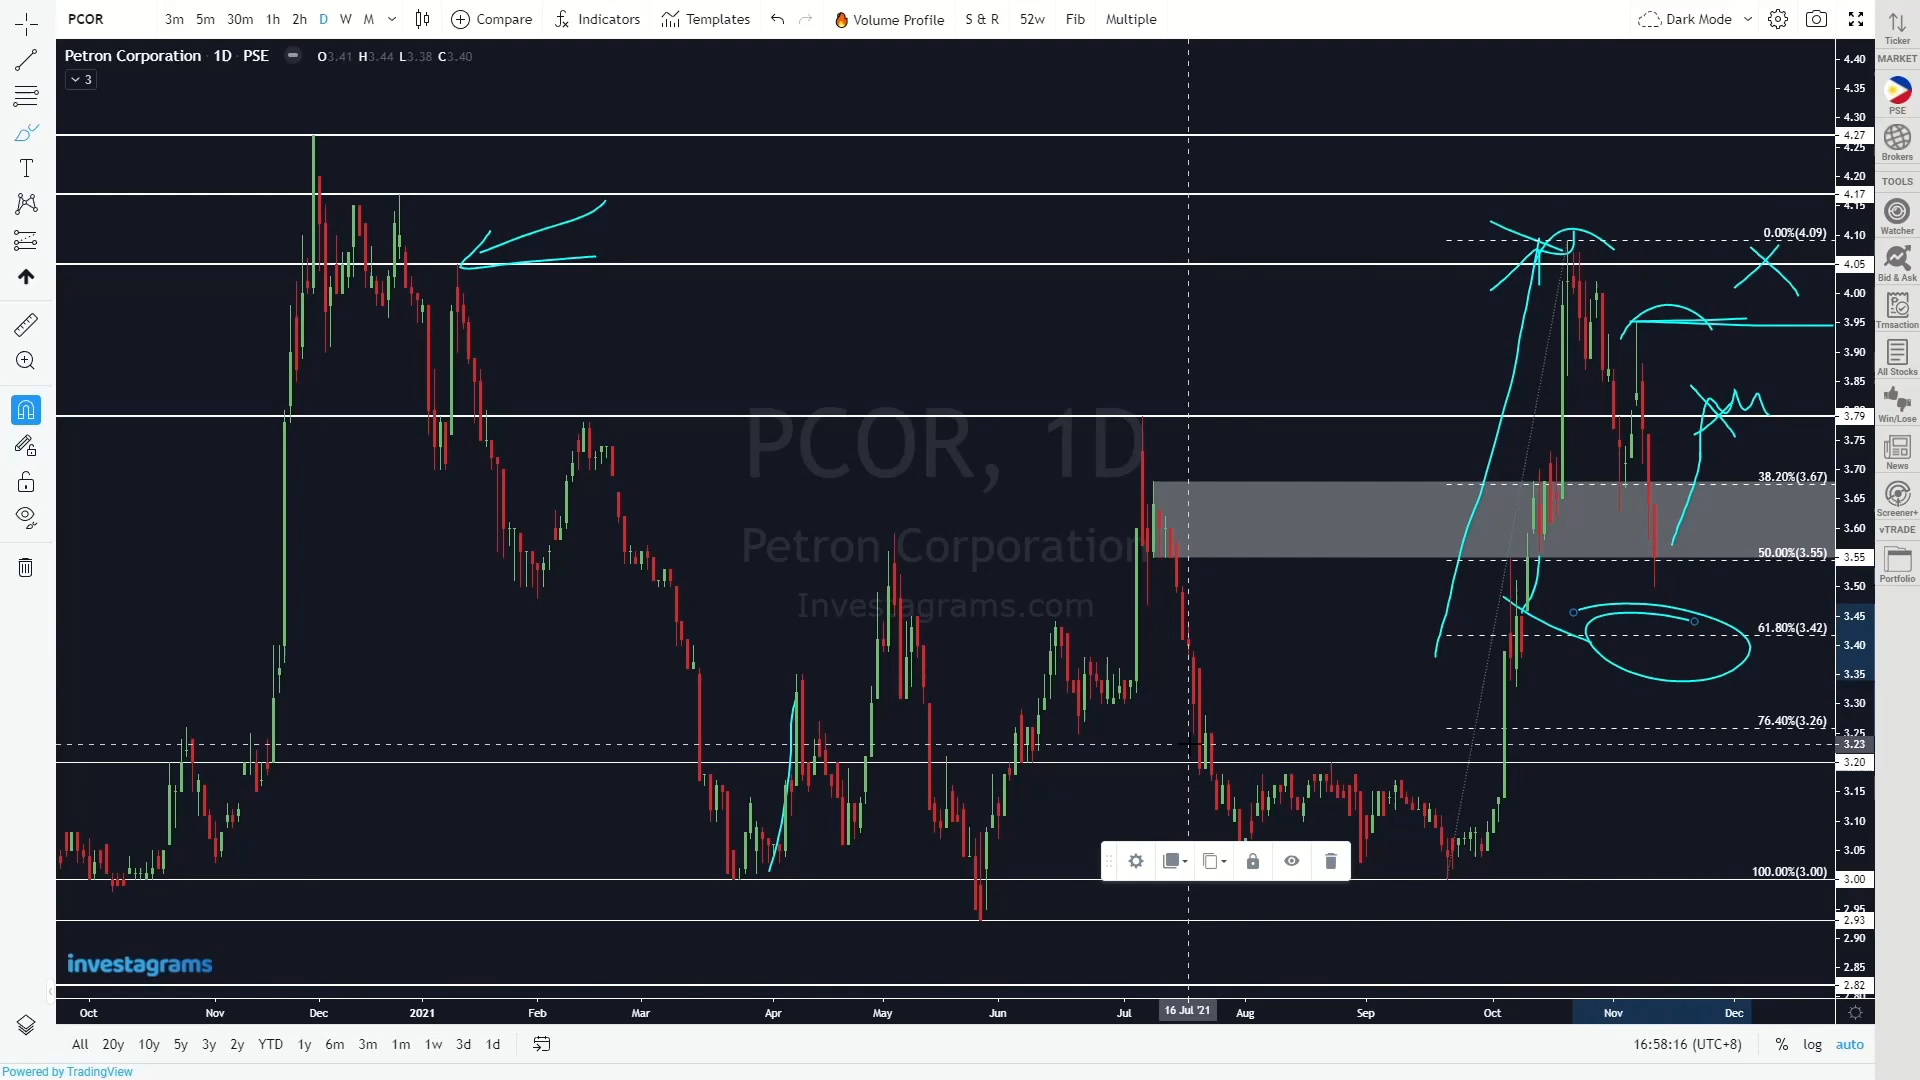 PCOR 3m 5m 30m 1h 2h D W M Compare Indicators Templates Volume Profile S & R 52w Fib Multiple Dark Mode
Ticker
MARKET
PSE
Brokers
TOOLS
Watcher
Bid & Ask
Trnsaction
All Stocks
Win/Lose
News
Screener+
vTRADE
Portfolio
Petron Corporation 1D PSE O3.41 H3.44 L3.38 C3.40
3
PCOR, 1D
Petron Corporation
Investagrams.com
0.00%(4.09)
38.20%(3.67)
50.00%(3.55)
61.80%(3.42)
76.40%(3.26)
100.00%(3.00)
4.40
4.35
4.30
4.27
4.25
4.20
4.17
4.15
4.10
4.05
4.00
3.95
3.90
3.85
3.79
3.75
3.70
3.65
3.60
3.55
3.50
3.45
3.40
3.35
3.30
3.25
3.23
3.20
3.15
3.10
3.05
3.00
2.95
2.93
2.90
2.85
2.82
investagrams
Oct Nov Dec 2021 Feb Mar Apr May Jun Jul 16 Jul '21 Aug Sep Oct Nov Dec
All 20y 10y 5y 3y 2y YTD 1y 6m 3m 1m 1w 3d 1d 16:58:16 (UTC+8) % log auto
Powered by TradingView